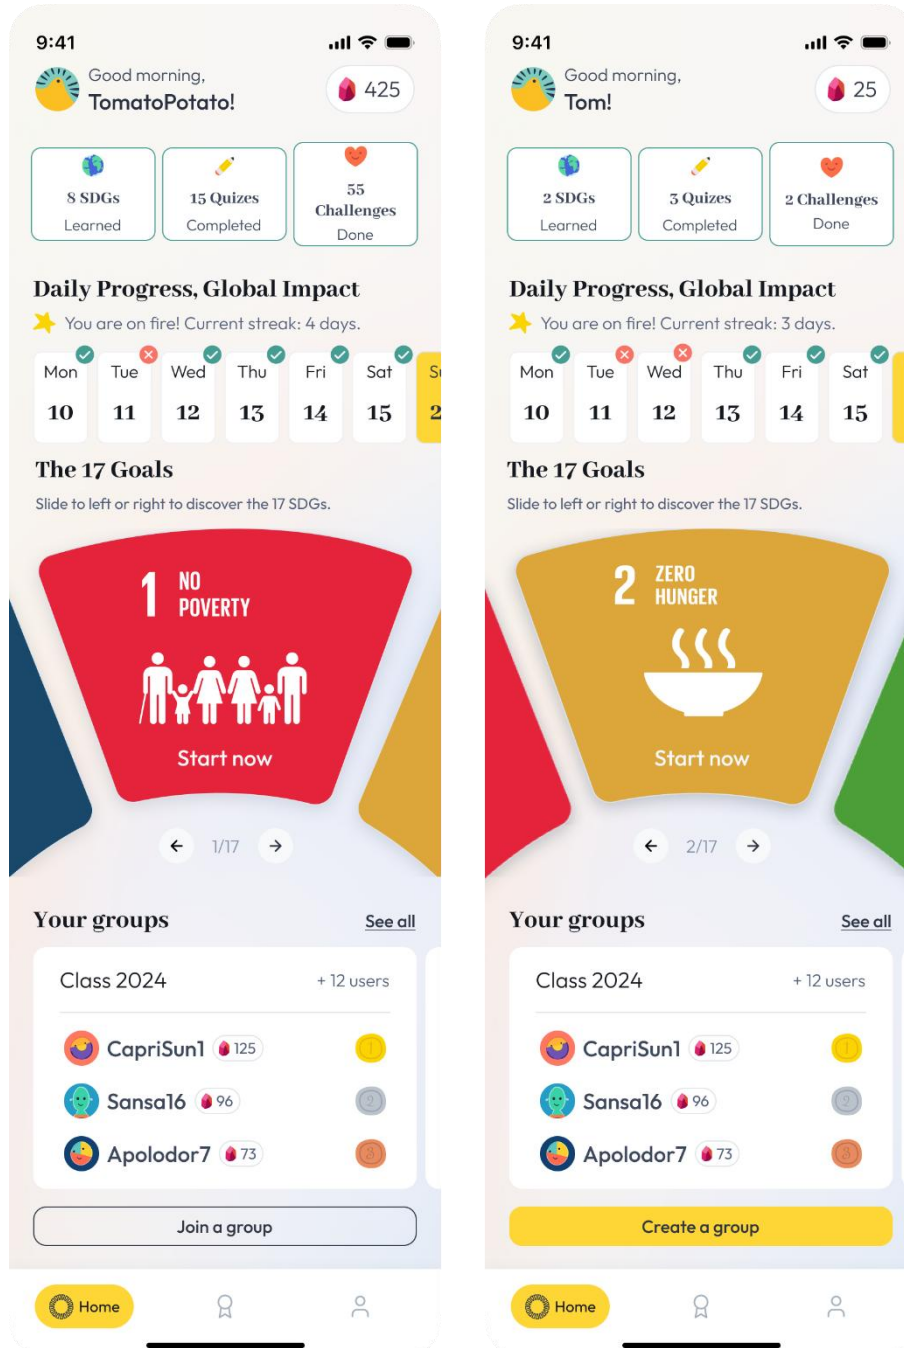 9:41
Good morning,
TomatoPotato!
425
8 SDGs
Learned
15 Quizes
Completed
55
Challenges
Done
Daily Progress, Global Impact
You are on fire! Current streak: 4 days.
Mon Tue Wed Thu Fri Sat Su
10 11 12 13 14 15 2
The 17 Goals
Slide to left or right to discover the 17 SDGs.
1 NO
POVERTY
Start now
1/17
Your groups See all
Class 2024 + 12 users
CapriSun1 125 1
Sansa16 96 2
Apolodor7 73 3
Join a group
Home
9:41
Good morning,
Tom!
25
2 SDGs
Learned
3 Quizes
Completed
2 Challenges
Done
Daily Progress, Global Impact
You are on fire! Current streak: 3 days.
Mon Tue Wed Thu Fri Sat
10 11 12 13 14 15
The 17 Goals
Slide to left or right to discover the 17 SDGs.
2 ZERO
HUNGER
Start now
2/17
Your groups See all
Class 2024 + 12 users
CapriSun1 125 1
Sansa16 96 2
Apolodor7 73 3
Create a group
Home